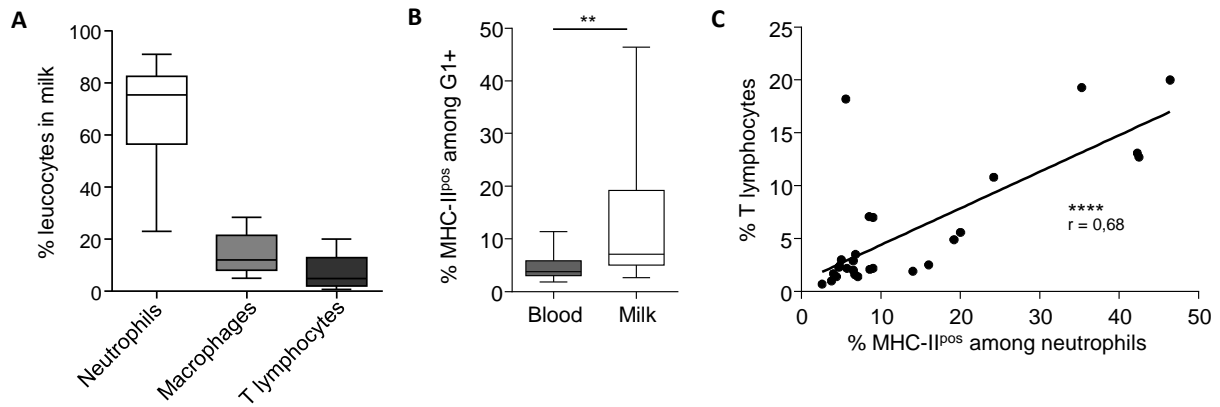 A
% leucocytes in milk
100
80
60
40
20
0
Neutrophils
Macrophages
T lymphocytes
B
**
% MHC-IIᵖᵒˢ among G1+
50
40
30
20
10
0
Blood
Milk
C
% T lymphocytes
25
20
15
10
5
0
****
r = 0,68
0
10
20
30
40
50
% MHC-IIᵖᵒˢ among neutrophils